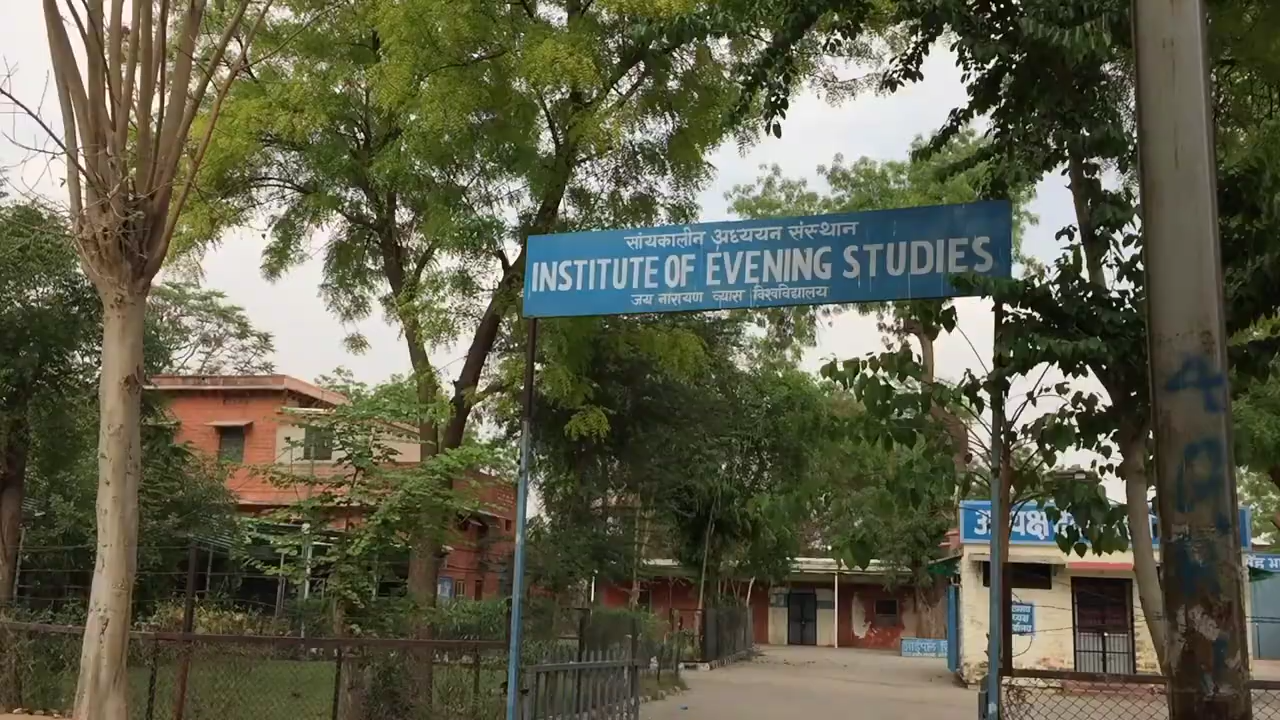 सांयकालीन अध्ययन संस्थान
INSTITUTE OF EVENING STUDIES
जय नारायण व्यास विश्वविद्यालय